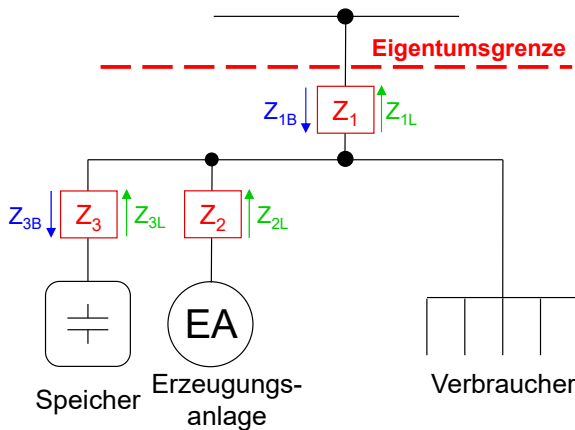 Eigentumsgrenze
Z1B Z1 Z1L
Z3B Z3 Z3L Z2 Z2L
EA
Speicher Erzeugungs-
anlage Verbraucher